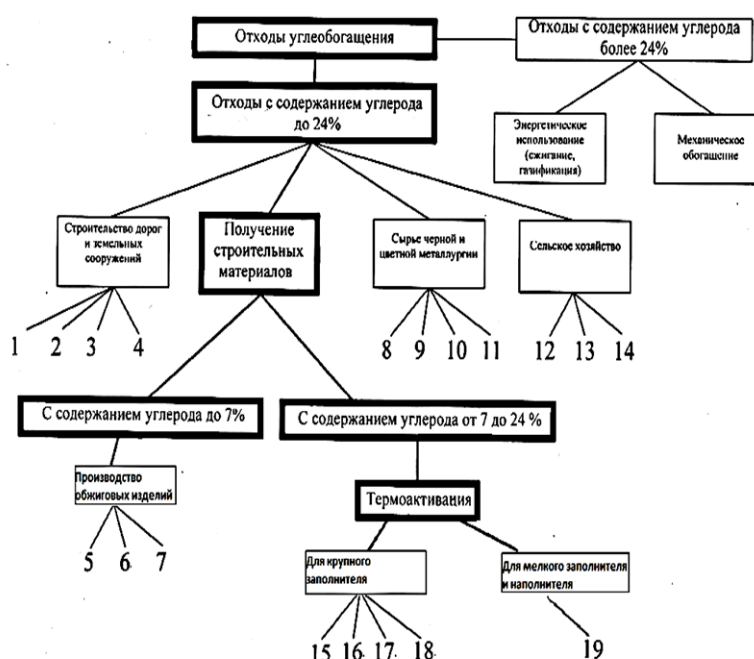 Отходы углеобогащения
Отходы с содержанием углерода
более 24%
Отходы с содержанием углерода
до 24%
Энергетическое
использование
(сжигание,
газификация)
Механическое
обогащение
Строительство дорог
и земельных
сооружений
Получение
строительных
материалов
Сырье черной и
цветной металлургии
Сельское хозяйство
1 2 3 4
8 9 10 11
12 13 14
С содержанием углерода до 7%
С содержанием углерода от 7 до 24 %
Производство
обжиговых изделий
Термоактивация
5 6 7
Для крупного
заполнителя
Для мелкого заполнителя
и наполнителя
15 16 17 18
19